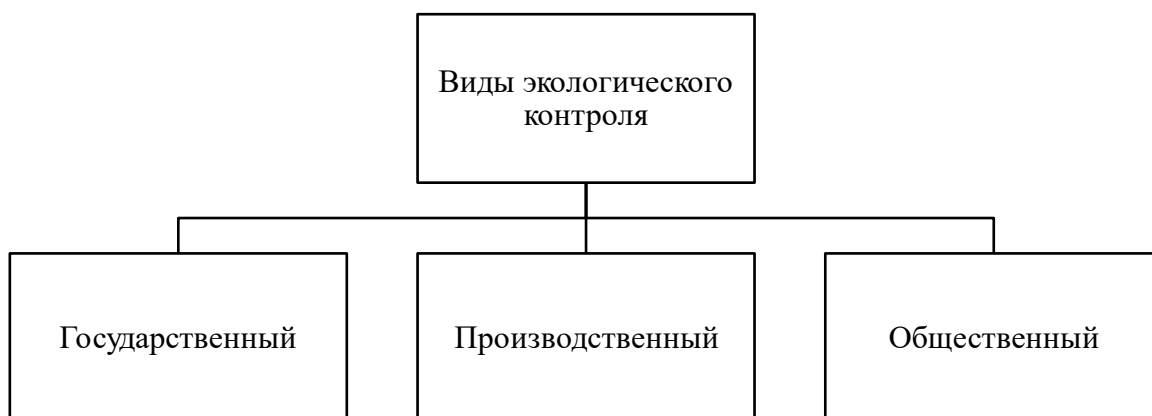 Виды экологического
контроля
Государственный
Производственный
Общественный